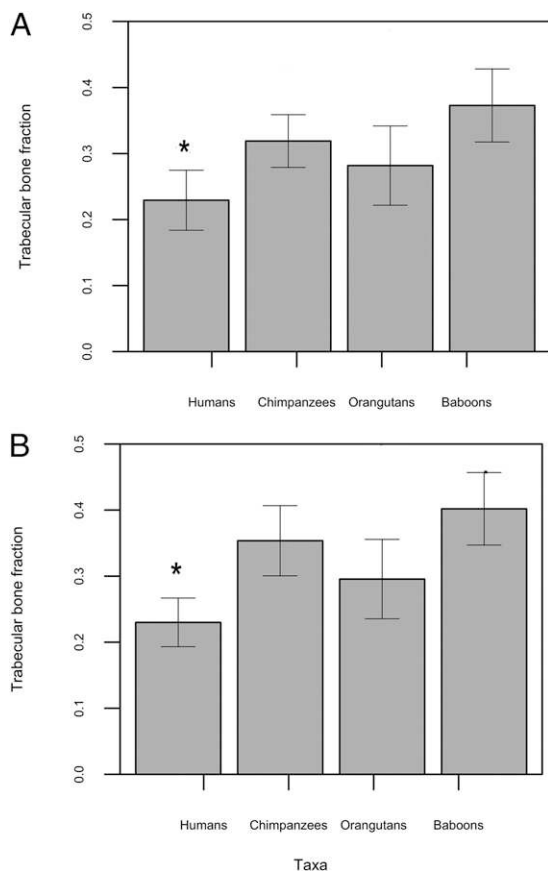 A
0.5
0.4
0.3
0.2
0.1
0.0
Trabecular bone fraction
*
Humans Chimpanzees Orangutans Baboons
B
0.5
0.4
0.3
0.2
0.1
0.0
Trabecular bone fraction
*
Humans Chimpanzees Orangutans Baboons
Taxa